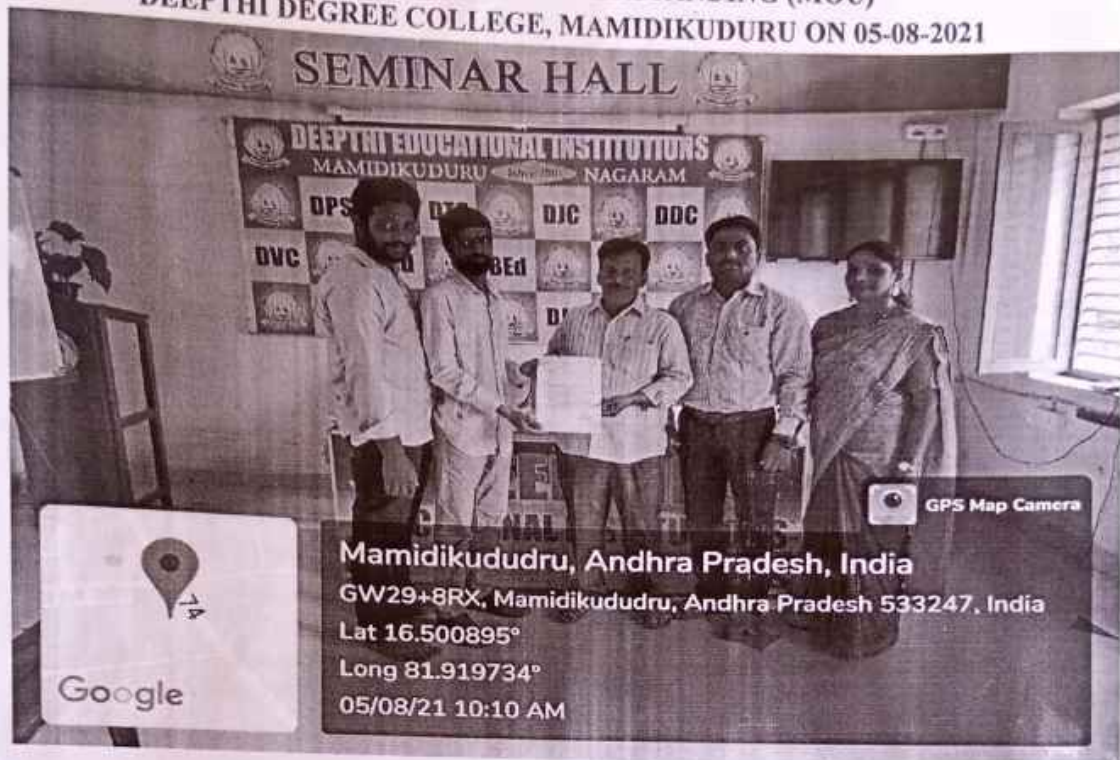 (MOU)
DEEPTHI DEGREE COLLEGE, MAMIDIKUDURU ON 05-08-2021
SEMINAR HALL
DEEPTHI EDUCATIONAL INSTITUTIONS
MAMIDIKUDURU NAGARAM
DPS DJC DDC
DVC BEd
GPS Map Camera
Mamidikududru, Andhra Pradesh, India
GW29+8RX, Mamidikududru, Andhra Pradesh 533247, India
Lat 16.500895°
Long 81.919734°
05/08/21 10:10 AM
Google